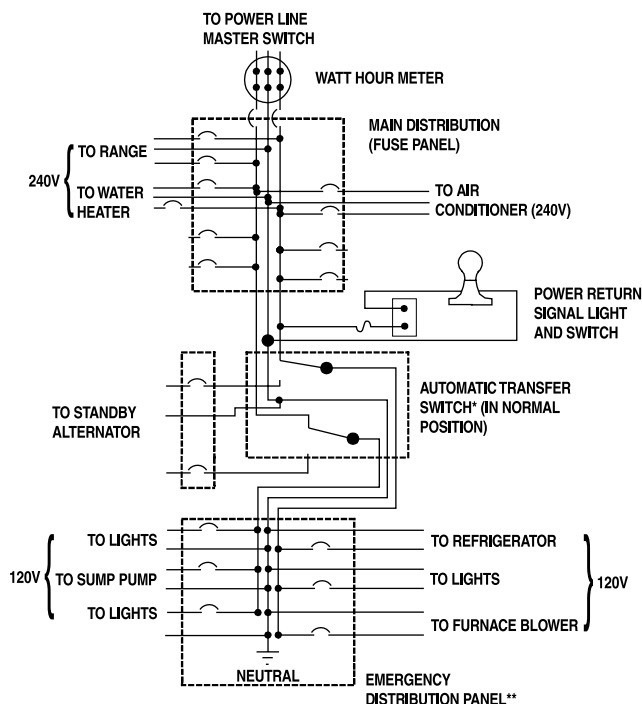 TO POWER LINE
MASTER SWITCH
WATT HOUR METER
MAIN DISTRIBUTION
(FUSE PANEL)
TO RANGE
240V
TO WATER
HEATER
TO AIR
CONDITIONER (240V)
POWER RETURN
SIGNAL LIGHT
AND SWITCH
AUTOMATIC TRANSFER
SWITCH* (IN NORMAL
POSITION)
TO STANDBY
ALTERNATOR
TO LIGHTS
120V
TO SUMP PUMP
TO LIGHTS
TO REFRIGERATOR
TO LIGHTS
120V
TO FURNACE BLOWER
NEUTRAL
EMERGENCY
DISTRIBUTION PANEL**